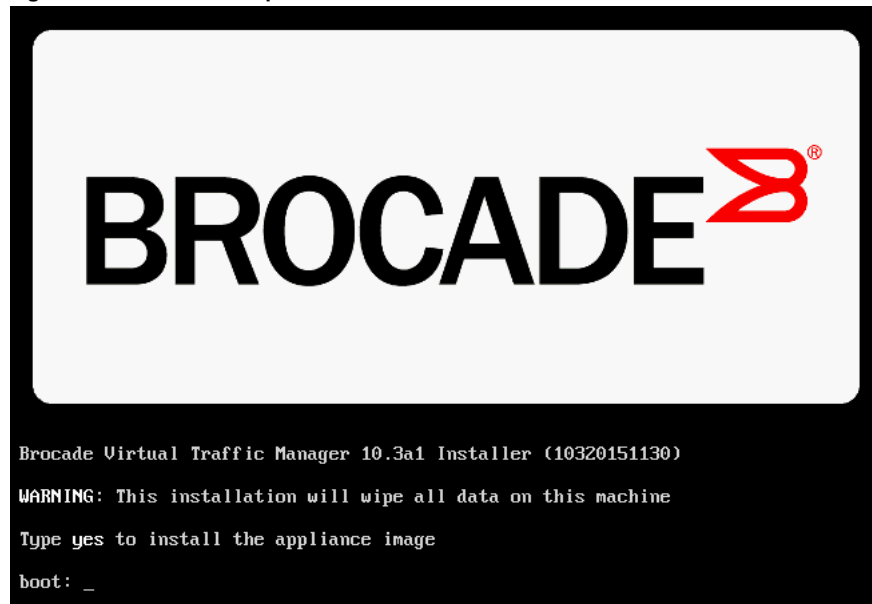 BROCADE®
Brocade Virtual Traffic Manager 10.3a1 Installer (10320151130)
WARNING: This installation will wipe all data on this machine
Type yes to install the appliance image
boot: _